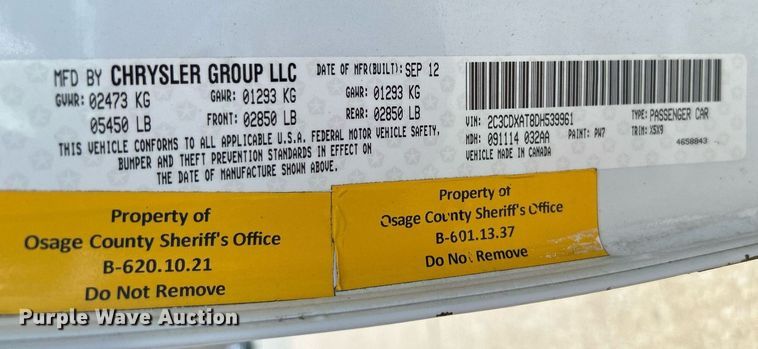 MFD BY CHRYSLER GROUP LLC DATE OF MFR(BUILT): SEP 12
GVWR: 02473 KG GAWR: 01293 KG GAWR: 01293 KG
05450 LB FRONT: 02850 LB REAR: 02850 LB
THIS VEHICLE CONFORMS TO ALL APPLICABLE U.S.A. FEDERAL MOTOR VEHICLE SAFETY,
BUMPER AND THEFT PREVENTION STANDARDS IN EFFECT ON
THE DATE OF MANUFACTURE SHOWN ABOVE.
VIN: 2C3CDXAT8DH539961 TYPE: PASSENGER CAR
MDH: 091114 032AA PAINT: PW7 TRIM: X5X9
VEHICLE MADE IN CANADA 4658843
Property of
Osage County Sheriff's Office
B-620.10.21
Do Not Remove
Property of
Osage County Sheriff's Office
B-601.13.37
Do Not Remove
Purple Wave Auction